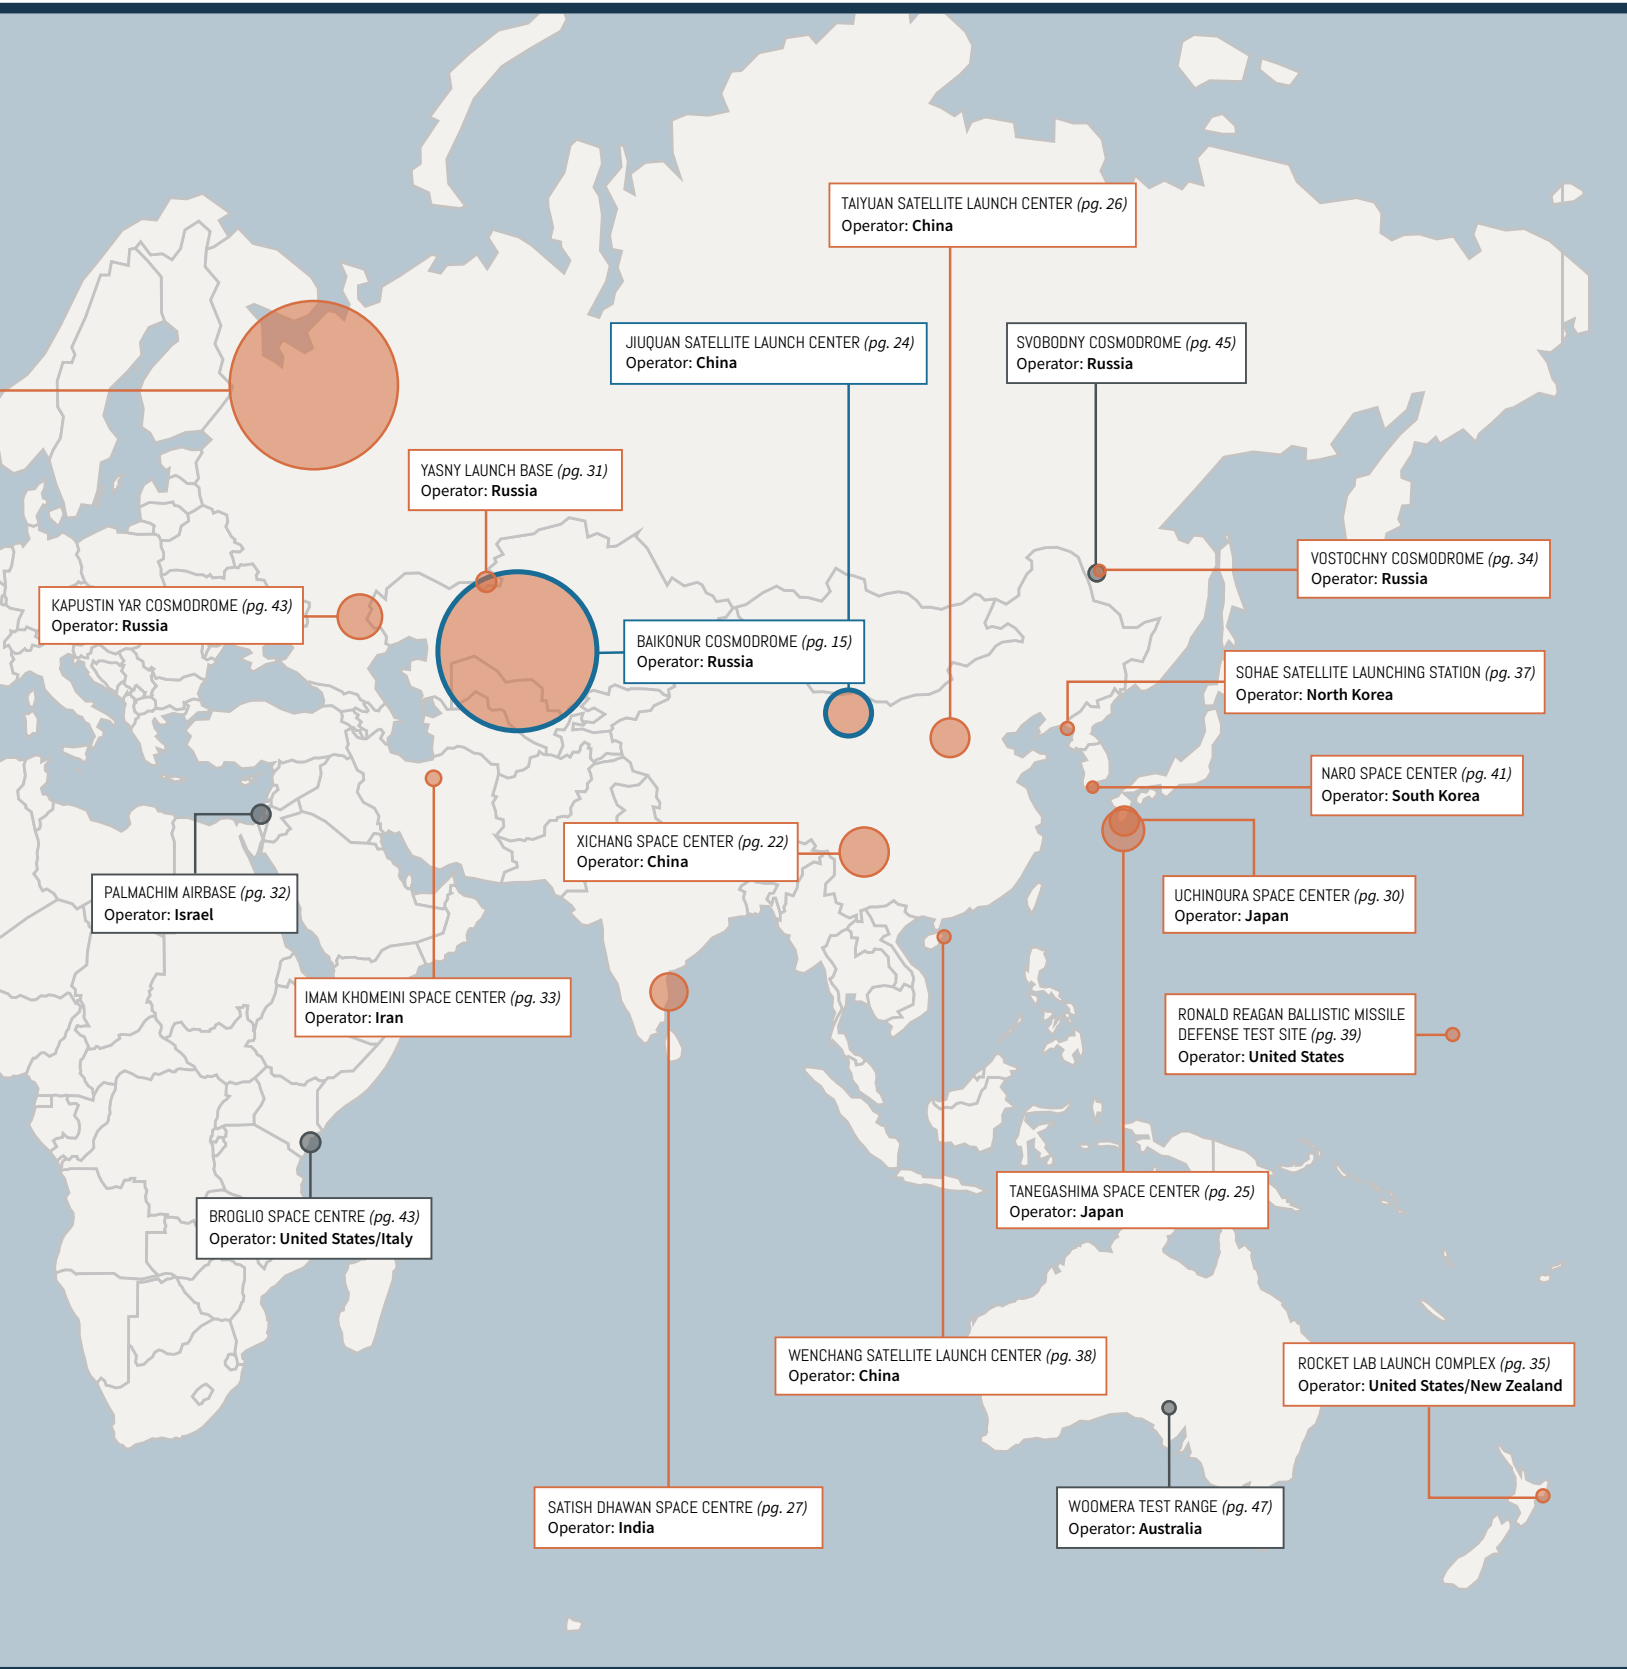 TAIYUAN SATELLITE LAUNCH CENTER (pg. 26)
Operator: China
JIUQUAN SATELLITE LAUNCH CENTER (pg. 24)
Operator: China
SVOBODNY COSMODROME (pg. 45)
Operator: Russia
YASNY LAUNCH BASE (pg. 31)
Operator: Russia
VOSTOCHNY COSMODROME (pg. 34)
Operator: Russia
KAPUSTIN YAR COSMODROME (pg. 43)
Operator: Russia
BAIKONUR COSMODROME (pg. 15)
Operator: Russia
SOHAE SATELLITE LAUNCHING STATION (pg. 37)
Operator: North Korea
NARO SPACE CENTER (pg. 41)
Operator: South Korea
XICHANG SPACE CENTER (pg. 22)
Operator: China
PALMACHIM AIRBASE (pg. 32)
Operator: Israel
UCHINOURA SPACE CENTER (pg. 30)
Operator: Japan
IMAM KHOMEINI SPACE CENTER (pg. 33)
Operator: Iran
RONALD REAGAN BALLISTIC MISSILE
DEFENSE TEST SITE (pg. 39)
Operator: United States
TANEGASHIMA SPACE CENTER (pg. 25)
Operator: Japan
BROGLIO SPACE CENTRE (pg. 43)
Operator: United States/Italy
WENCHANG SATELLITE LAUNCH CENTER (pg. 38)
Operator: China
ROCKET LAB LAUNCH COMPLEX (pg. 35)
Operator: United States/New Zealand
SATISH DHAWAN SPACE CENTRE (pg. 27)
Operator: India
WOOMERA TEST RANGE (pg. 47)
Operator: Australia